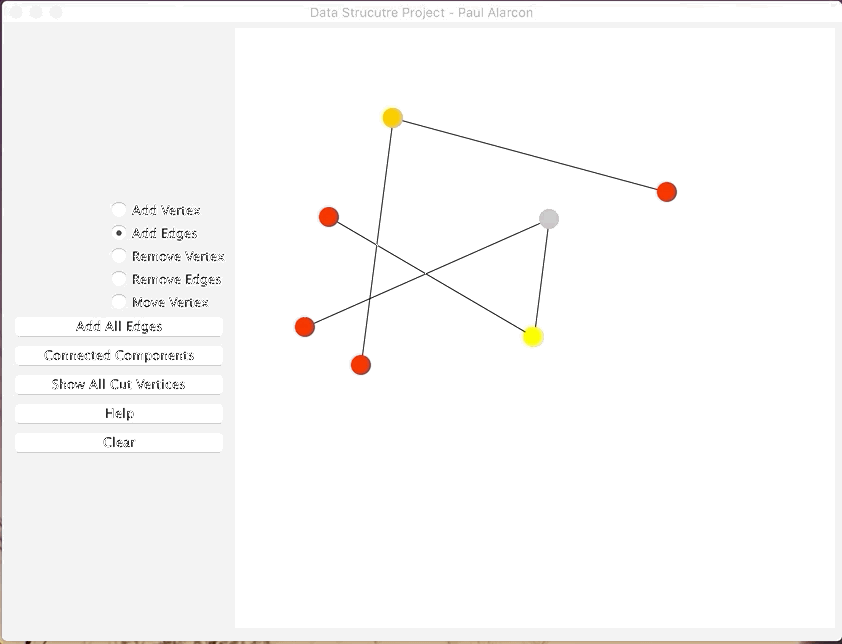 Data Strucutre Project - Paul Alarcon
Add Vertex
Add Edges
Remove Vertex
Remove Edges
Move Vertex
Add All Edges
Connected Components
Show All Cut Vertices
Help
Clear